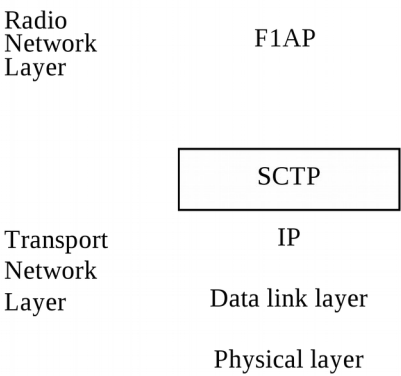 Radio
Network
Layer
F1AP
SCTP
Transport
Network
Layer
IP
Data link layer
Physical layer